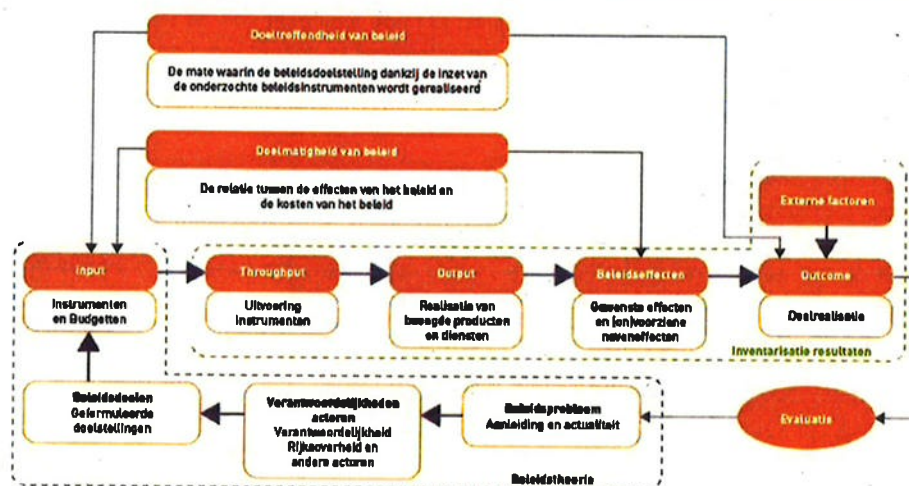 Doeltreffendheid van beleid
De mate waarin de beleidsdoelstelling dankzij de inzet van
de onderzochte beleidsinstrumenten wordt gerealiseerd
Doelmatigheid van beleid
De relatie tussen de effecten van het beleid en
de kosten van het beleid
Externe factoren
Input
Instrumenten
en Budgetten
Throughput
Uitvoering
instrumenten
Output
Realisatie van
beoogde producten
en diensten
Beleidseffecten
Gewenste effecten
en (on)voorziene
neveneffecten
Outcome
Doelrealisatie
Inventarisatie resultaten
Beleidsdoelen
Geformuleerde
doelstellingen
Verantwoordelijkheden
actoren
Verantwoordelijkheid
Rijksoverheid en
andere actoren
Beleidsprobleem
Aanleiding en actualiteit
Evaluatie
Beleidstheorie